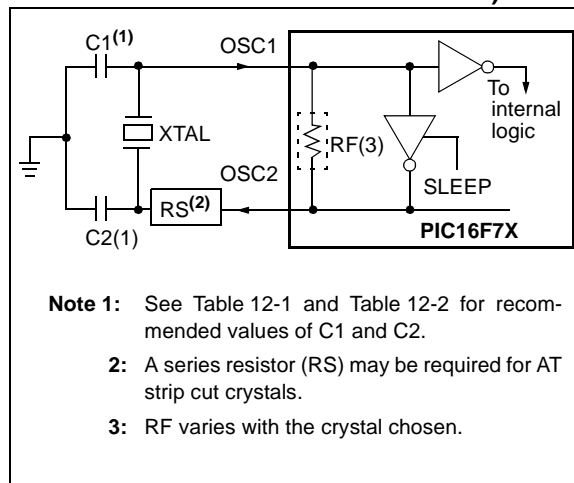 C1(1)
OSC1
To
internal
logic
XTAL
RF(3)
OSC2
SLEEP
RS(2)
C2(1)
PIC16F7X
Note 1: See Table 12-1 and Table 12-2 for recom-
mended values of C1 and C2.
2: A series resistor (RS) may be required for AT
strip cut crystals.
3: RF varies with the crystal chosen.